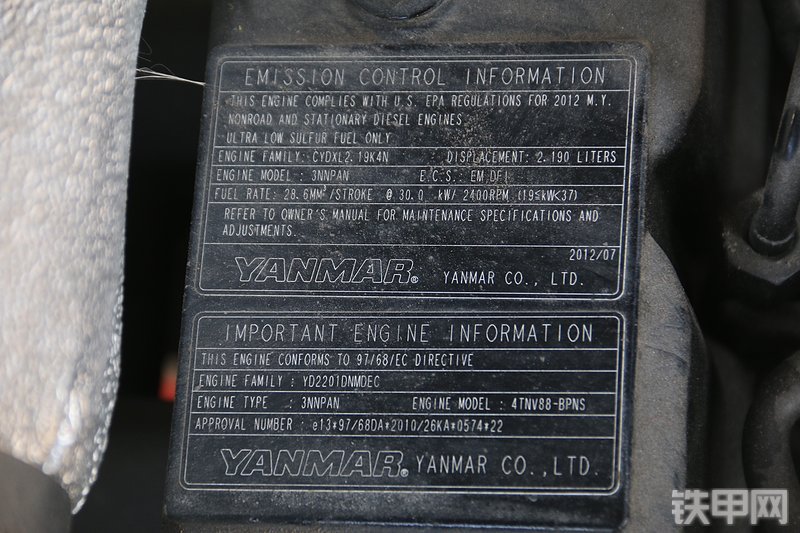 EMISSION CONTROL INFORMATION
THIS ENGINE COMPLIES WITH U.S. EPA REGULATIONS FOR 2012 M.Y.
NONROAD AND STATIONARY DIESEL ENGINES.
ULTRA LOW SULFUR FUEL ONLY
ENGINE FAMILY: CYDXL2.19K4N DISPLACEMENT: 2.190 LITERS
ENGINE MODEL: 3NNPAN E.C.S.: EM DFI
FUEL RATE: 28.6MM³/STROKE @ 30.0 kW/ 2400RPM (19≤kW<37)
REFER TO OWNER'S MANUAL FOR MAINTENANCE SPECIFICATIONS AND
ADJUSTMENTS.
2012/07
YANMAR® YANMAR CO., LTD.
IMPORTANT ENGINE INFORMATION
THIS ENGINE CONFORMS TO 97/68/EC DIRECTIVE
ENGINE FAMILY : YD2201DNMDEC
ENGINE TYPE : 3NNPAN ENGINE MODEL : 4TNV88-BPNS
APPROVAL NUMBER : e13*97/68DA*2010/26KA*0574*22
YANMAR® YANMAR CO.,LTD.
铁甲网